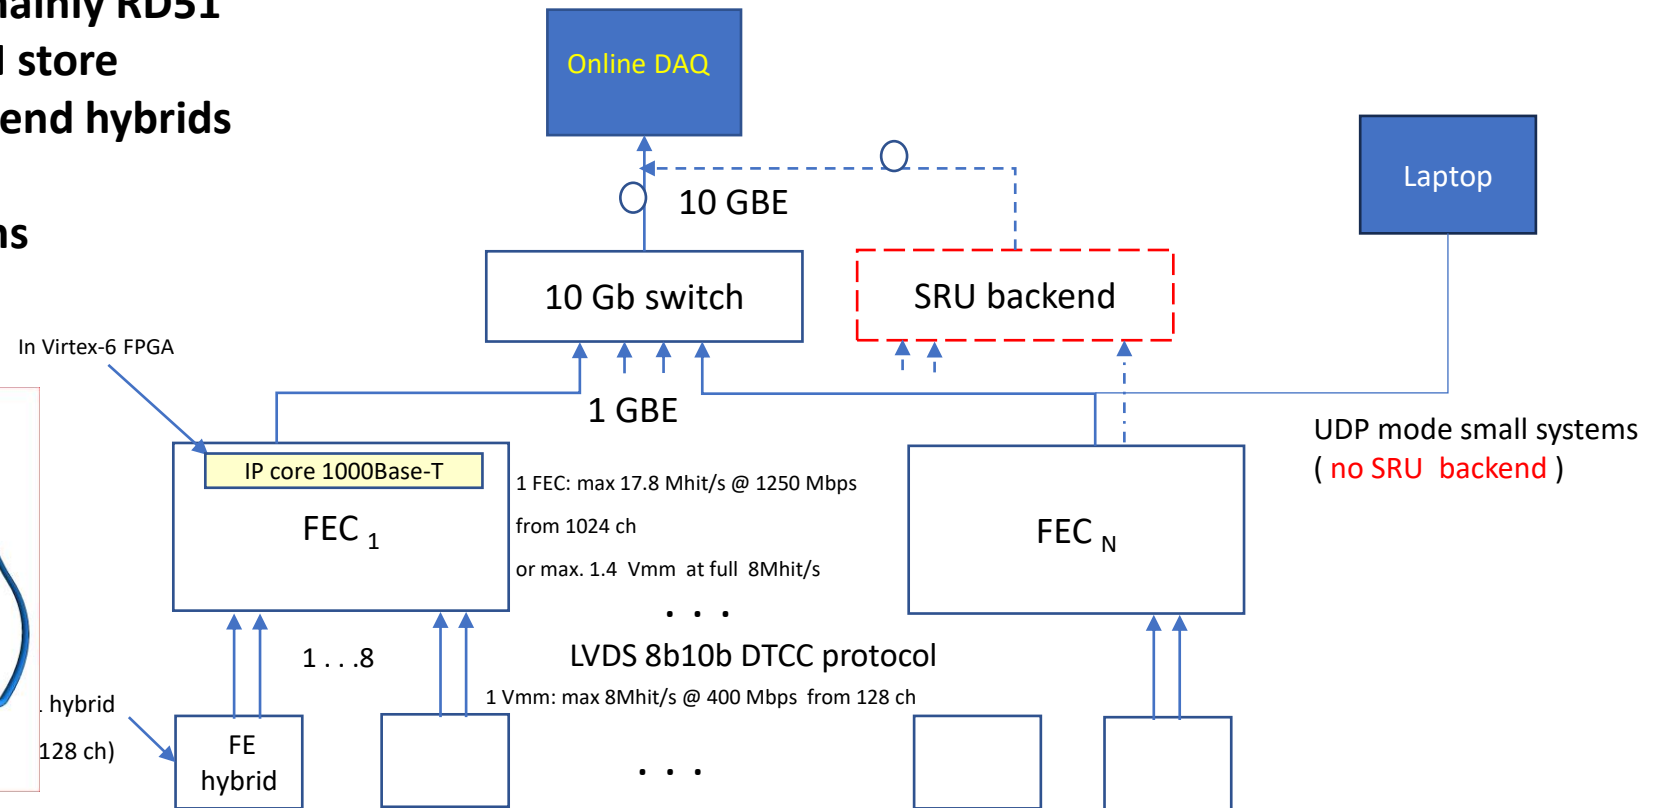 mainly RD51
store
end hybrids
Online DAQ
Laptop
10 GBE
10 Gb switch
SRU backend
In Virtex-6 FPGA
1 GBE
UDP mode small systems
( no SRU backend )
IP core 1000Base-T
FEC 1
1 FEC: max 17.8 Mhit/s @ 1250 Mbps
from 1024 ch
or max. 1.4 Vmm at full 8Mhit/s
FEC N
. . .
1 . . .8
LVDS 8b10b DTCC protocol
1 Vmm: max 8Mhit/s @ 400 Mbps from 128 ch
hybrid
128 ch)
FE
hybrid
. . .